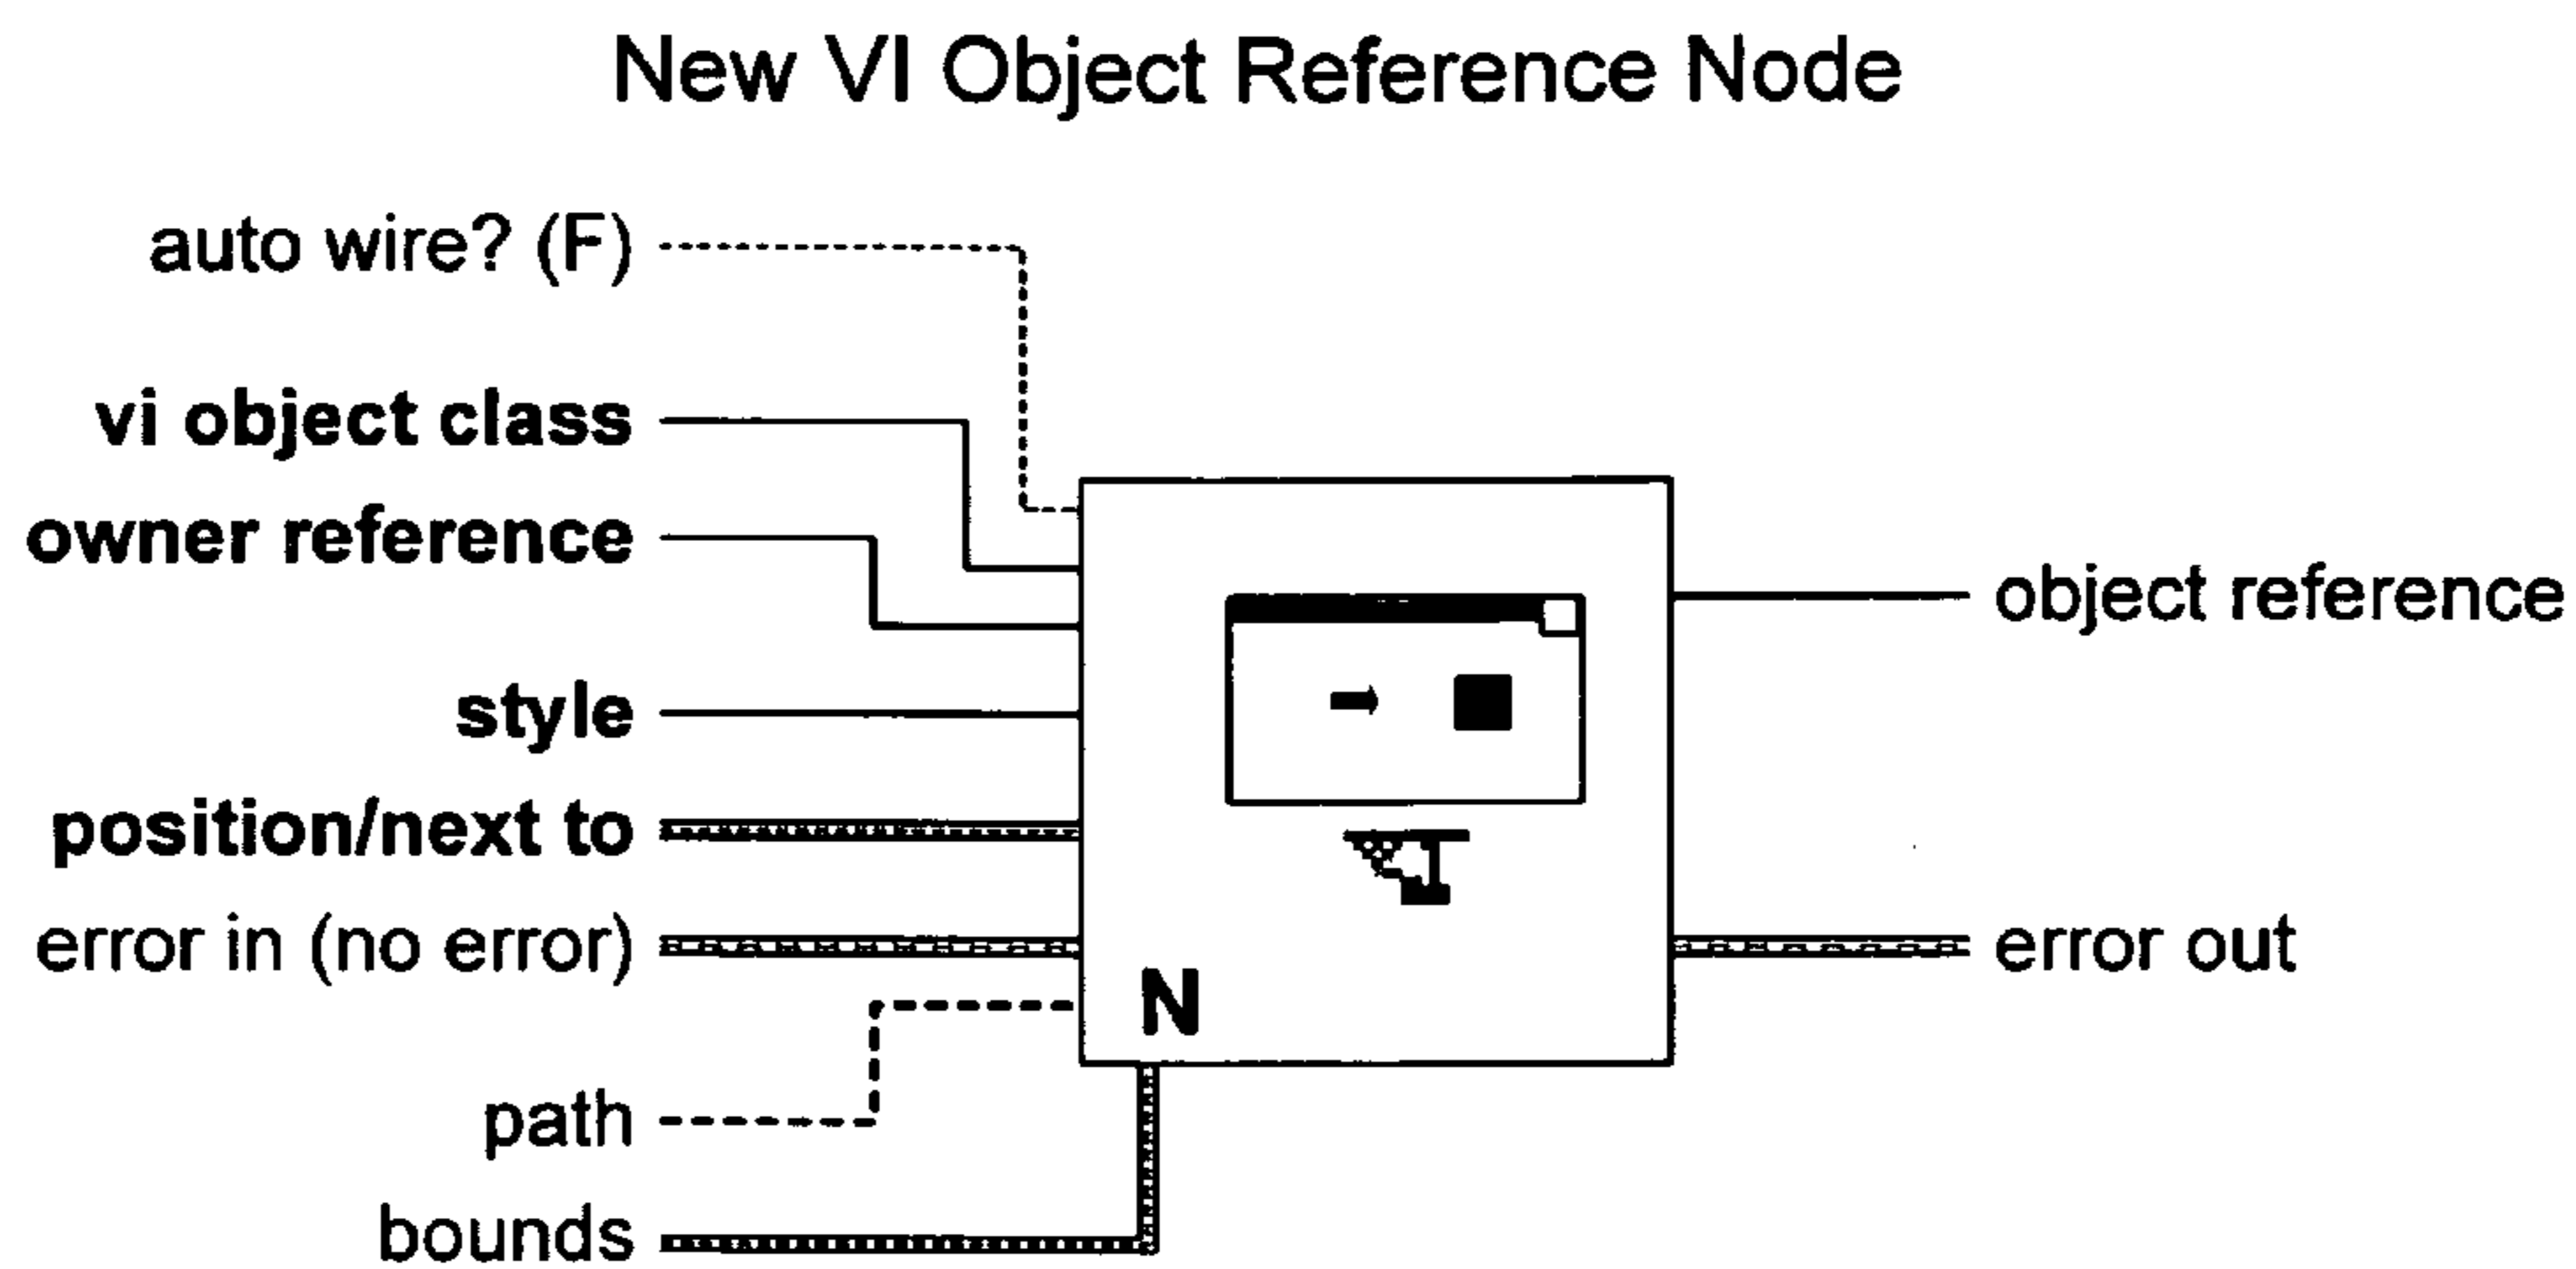 New VI Object Reference Node
auto wire? (F)
vi object class
owner reference
style
position/next to
error in (no error)
path
bounds
N
object reference
error out